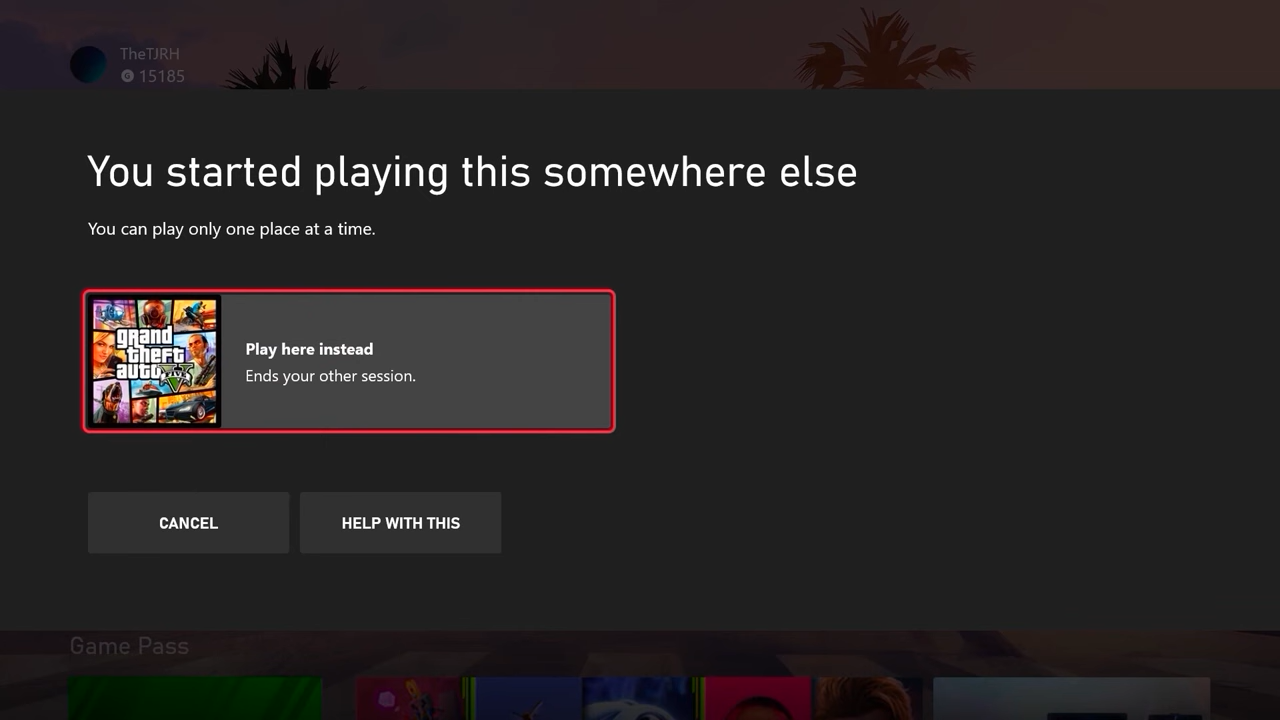 TheTJRH
G 15185
You started playing this somewhere else
You can play only one place at a time.
grand
theft
auto
V
FIVE
Play here instead
Ends your other session.
CANCEL
HELP WITH THIS
Game Pass